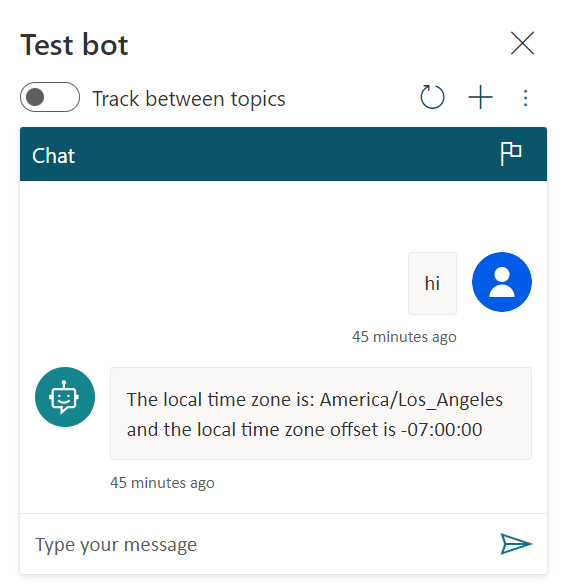 Test bot
Track between topics
Chat
hi
45 minutes ago
The local time zone is: America/Los_Angeles
and the local time zone offset is -07:00:00
45 minutes ago
Type your message